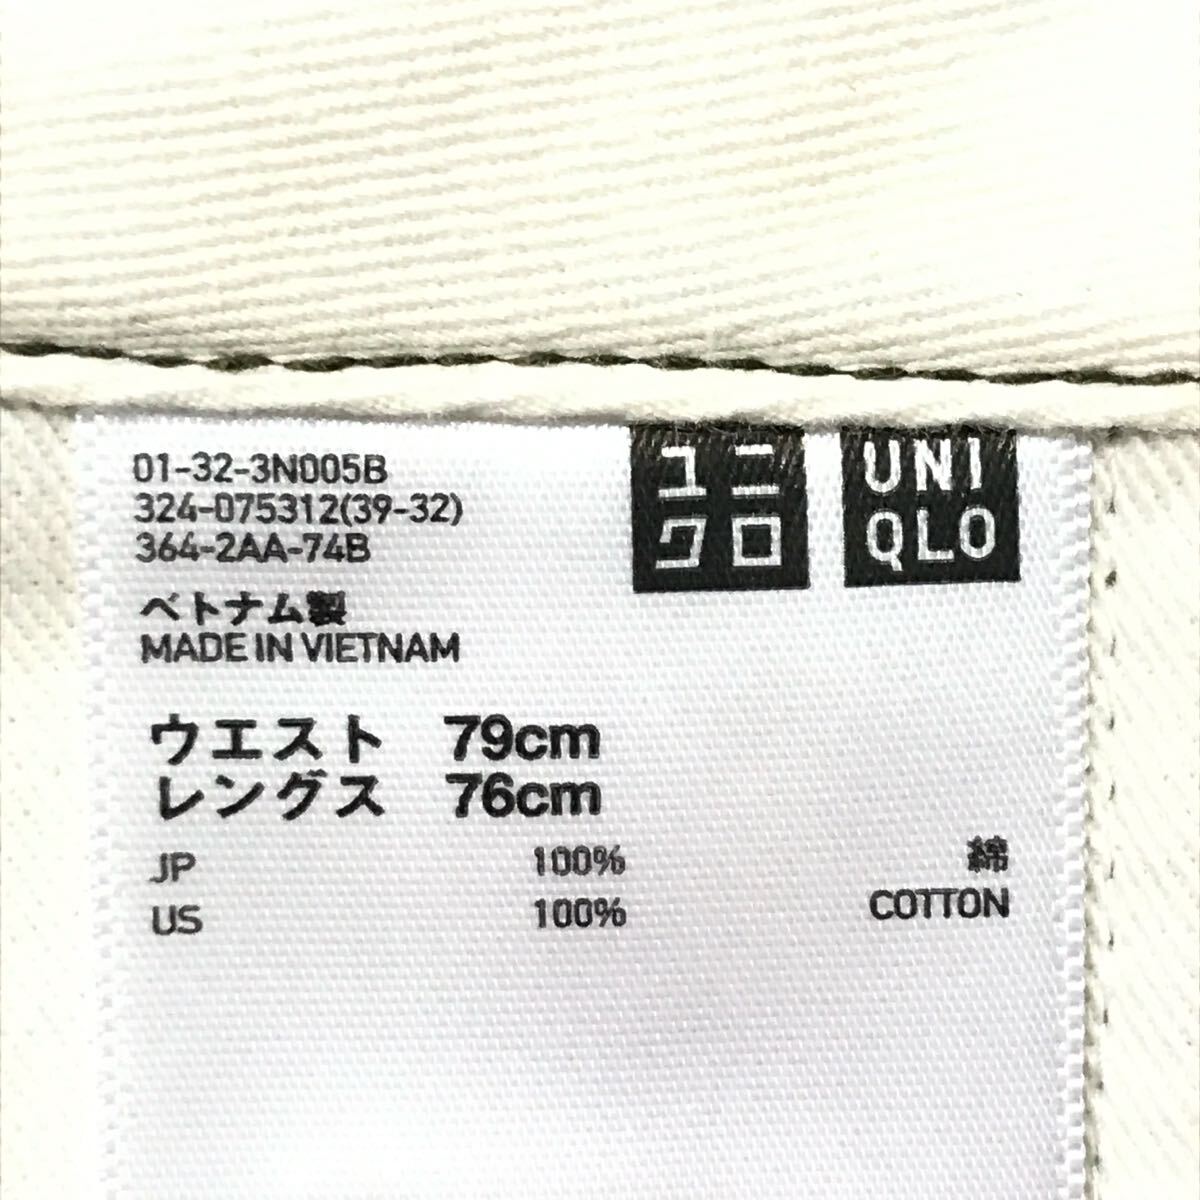 01-32-3N005B
324-075312(39-32)
364-2AA-74B
ベトナム製
MADE IN VIETNAM
ユニ
クロ
UNI
QLO
ウエスト 79cm
レングス 76cm
JP 100% 綿
US 100% COTTON